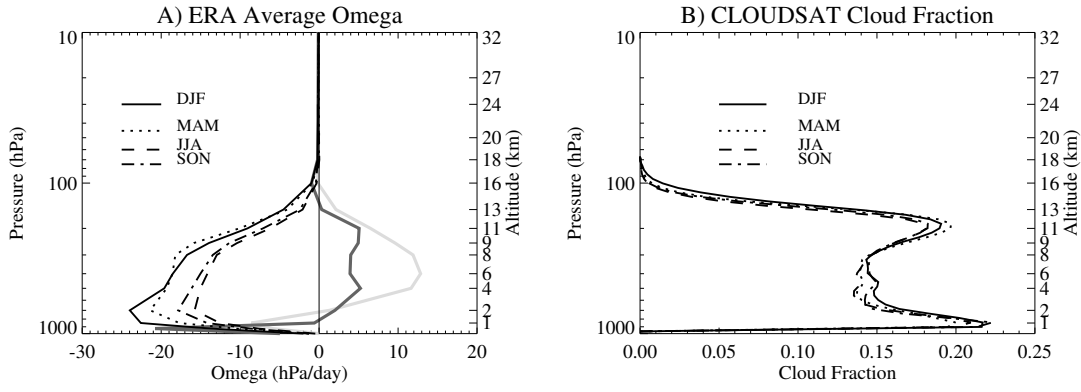 A) ERA Average Omega
10
100
1000
Pressure (hPa)
DJF
MAM
JJA
SON
32
27
24
20
18
16
13
11
9
8
6
4
2
1
Altitude (km)
-30 -20 -10 0 10 20
Omega (hPa/day)
B) CLOUDSAT Cloud Fraction
10
100
1000
Pressure (hPa)
DJF
MAM
JJA
SON
32
27
24
20
18
16
13
11
9
8
6
4
2
1
Altitude (km)
0.00 0.05 0.10 0.15 0.20 0.25
Cloud Fraction